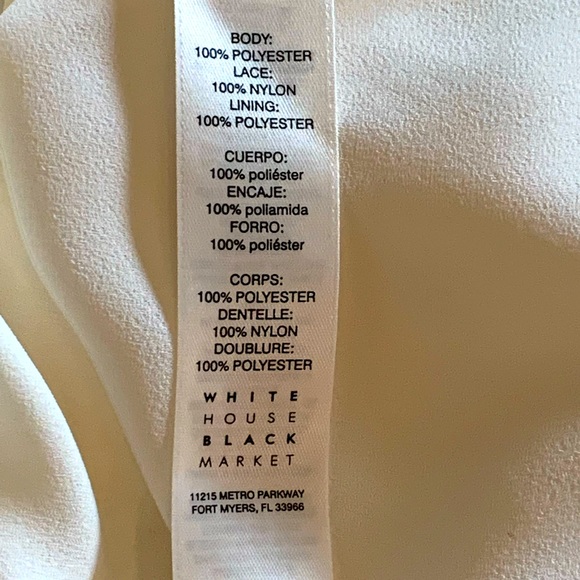 BODY:
100% POLYESTER
LACE:
100% NYLON
LINING:
100% POLYESTER
CUERPO:
100% poliéster
ENCAJE:
100% poliamida
FORRO:
100% poliéster
CORPS:
100% POLYESTER
DENTELLE:
100% NYLON
DOUBLURE:
100% POLYESTER
WHITE
HOUSE
BLACK
MARKET
11215 METRO PARKWAY
FORT MYERS, FL 33966